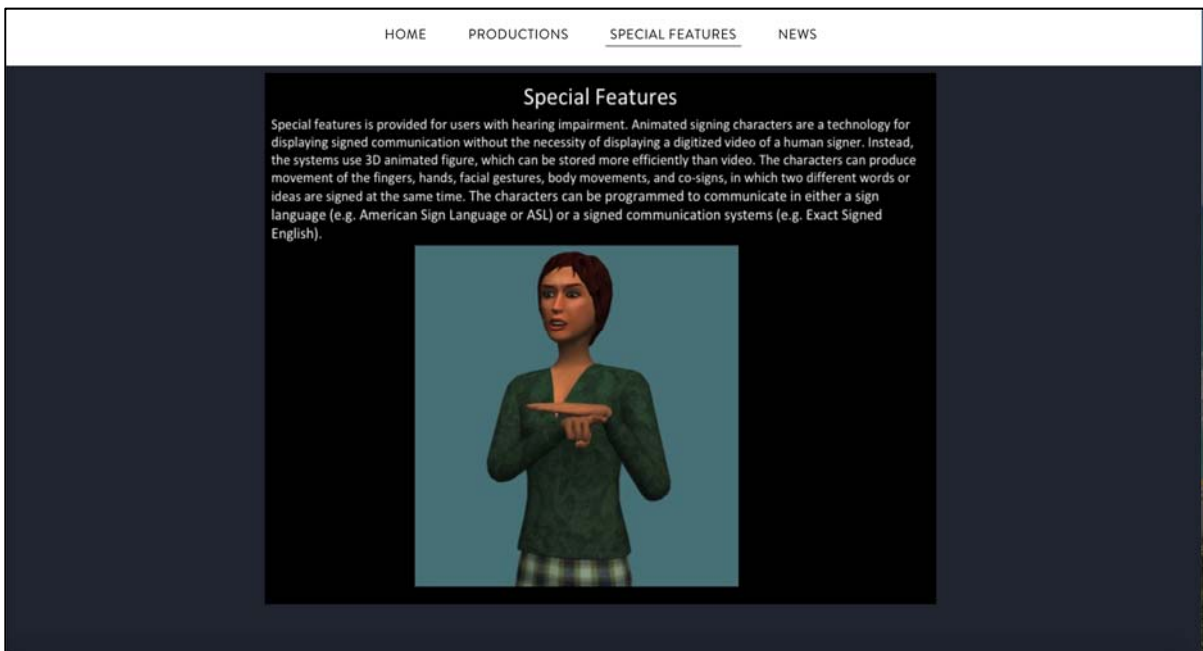 HOME PRODUCTIONS SPECIAL FEATURES NEWS
Special Features
Special features is provided for users with hearing impairment. Animated signing characters are a technology for
displaying signed communication without the necessity of displaying a digitized video of a human signer. Instead,
the systems use 3D animated figure, which can be stored more efficiently than video. The characters can produce
movement of the fingers, hands, facial gestures, body movements, and co-signs, in which two different words or
ideas are signed at the same time. The characters can be programmed to communicate in either a sign
language (e.g. American Sign Language or ASL) or a signed communication systems (e.g. Exact Signed
English).